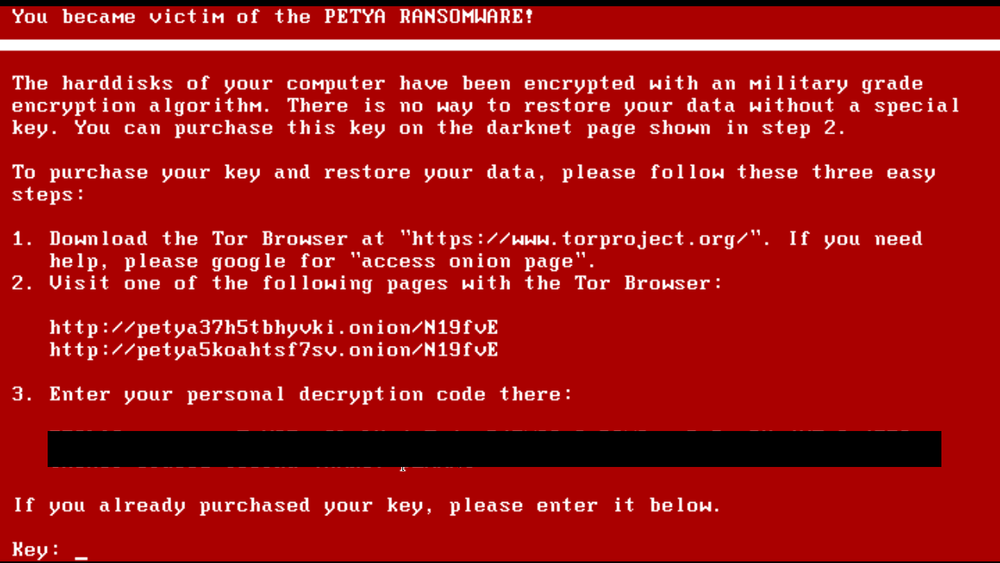 You became victim of the PETYA RANSOMWARE!
The harddisks of your computer have been encrypted with an military grade
encryption algorithm. There is no way to restore your data without a special
key. You can purchase this key on the darknet page shown in step 2.
To purchase your key and restore your data, please follow these three easy
steps:
1. Download the Tor Browser at "https://www.torproject.org/". If you need
help, please google for "access onion page".
2. Visit one of the following pages with the Tor Browser:
http://petya37h5tbhyvki.onion/N19fvE
http://petya5koahtsf7sv.onion/N19fvE
3. Enter your personal decryption code there:
If you already purchased your key, please enter it below.
Key: _